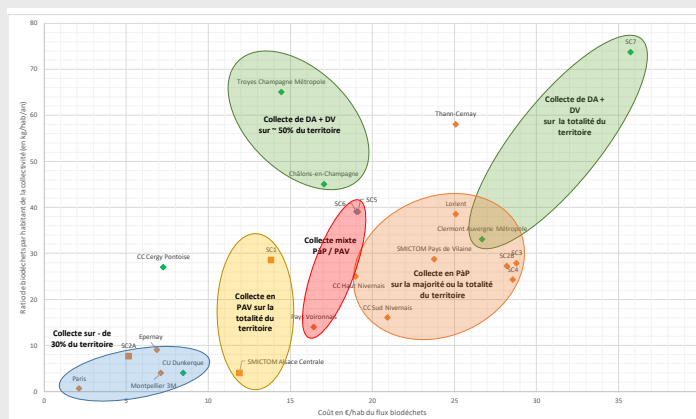 Ratio de biodéchets par habitant de la collectivité (en kg/hab/an)
80
70
60
50
40
30
20
10
0
SC7
Troyes Champagne Métropole
Collecte de DA + DV
sur ~ 50% du territoire
Collecte de DA +
DV
sur la totalité du
territoire
Thann-Cernay
Châlons-en-Champagne
SC6
SC5
Lorient
Clermont Auvergne Métropole
Collecte mixte
PàP / PAV
SC1
CC Cergy Pontoise
SMICTOM Pays de Vilaine
SC2B
SC3
SC4
Collecte en PàP
sur la majorité ou la totalité
du territoire
CC Haut Nivernais
CC Sud Nivernais
Collecte en
PAV sur la
totalité du
territoire
Pays Voironnais
Collecte sur - de
30% du territoire
Epernay
SC2A
CU Dunkerque
SMICTOM Alsace Centrale
Paris
Montpellier 3M
0 5 10 15 20 25 30 35
Coût en €/hab du flux biodéchets